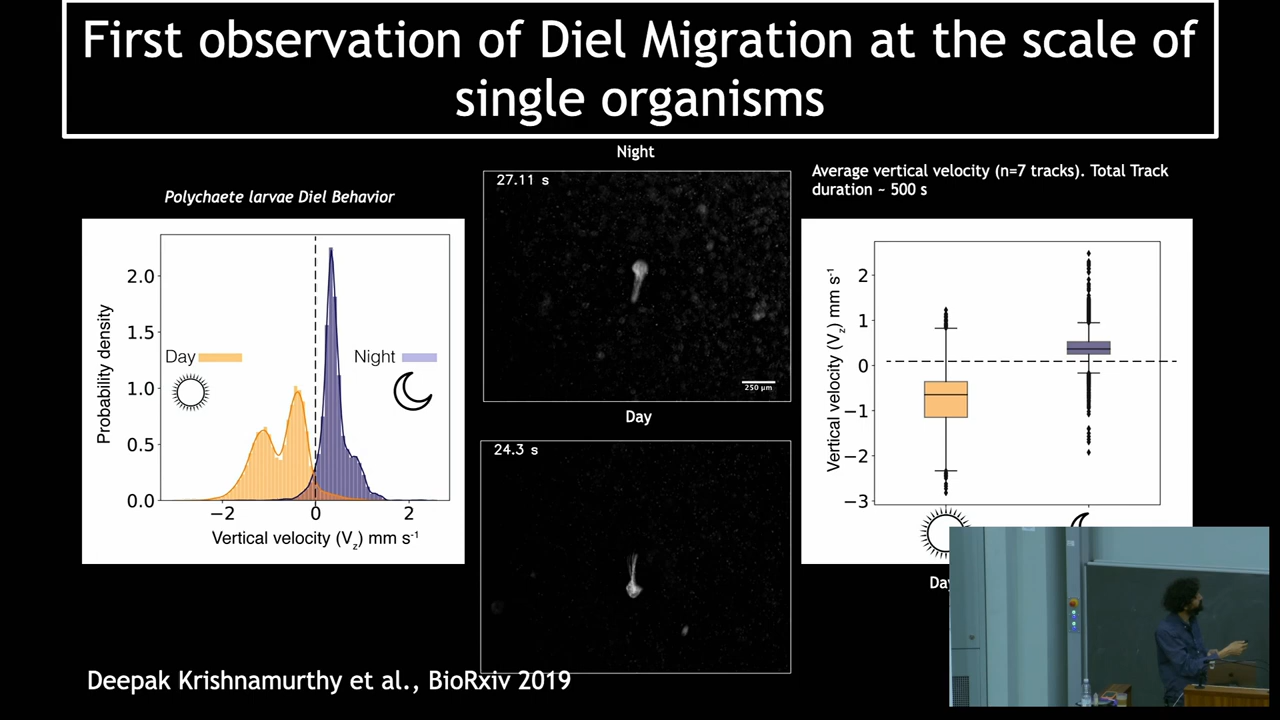 First observation of Diel Migration at the scale of
single organisms
Polychaete larvae Diel Behavior
Probability density
2.0
1.5
1.0
0.5
0.0
Day
Night
−2
0
2
Vertical velocity (Vz) mm s-1
Night
27.11 s
250 μm
Day
24.3 s
Average vertical velocity (n=7 tracks). Total Track
duration ~ 500 s
Vertical velocity (Vz) mm s-1
2
1
0
−1
−2
−3
Deepak Krishnamurthy et al., BioRxiv 2019